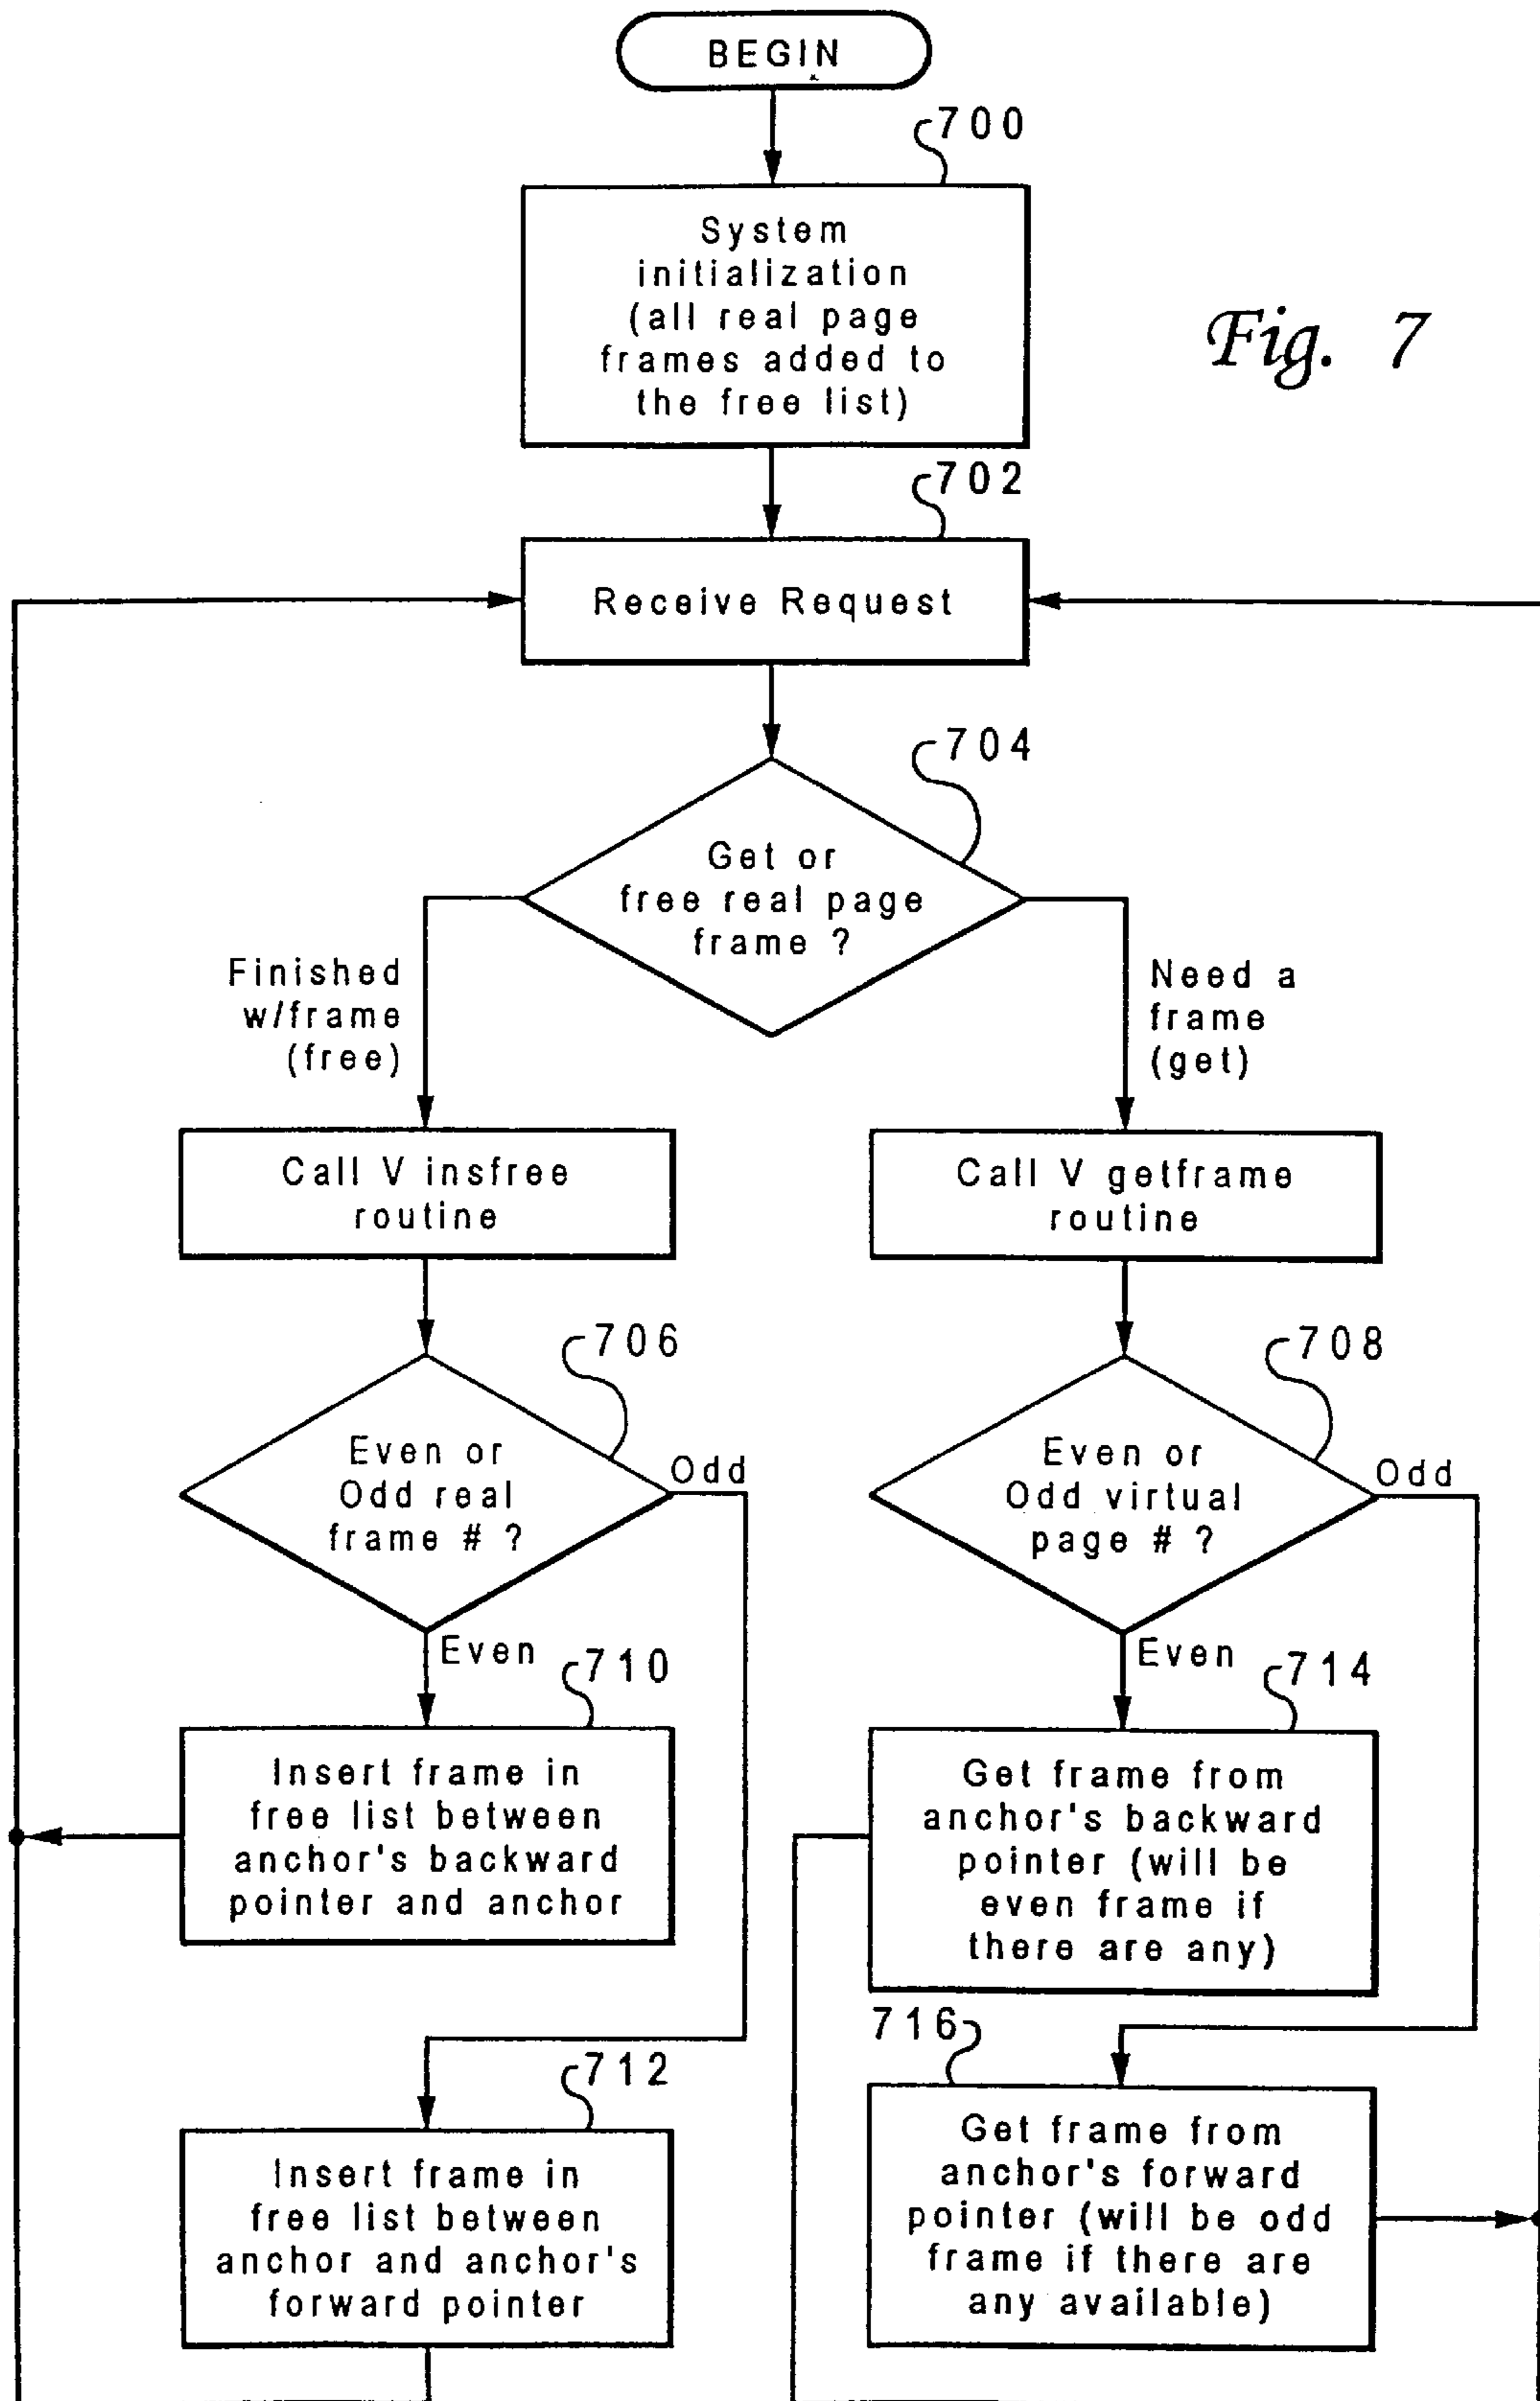 BEGIN
700
System
initialization
(all real page
frames added to
the free list)
Fig. 7
702
Receive Request
704
Get or
free real page
frame ?
Finished
w/frame
(free)
Need a
frame
(get)
Call V insfree
routine
Call V getframe
routine
706
Even or
Odd real
frame # ?
Odd
Even
708
Even or
Odd virtual
page # ?
Odd
Even
710
Insert frame in
free list between
anchor's backward
pointer and anchor
714
Get frame from
anchor's backward
pointer (will be
even frame if
there are any)
712
Insert frame in
free list between
anchor and anchor's
forward pointer
716
Get frame from
anchor's forward
pointer (will be odd
frame if there are
any available)